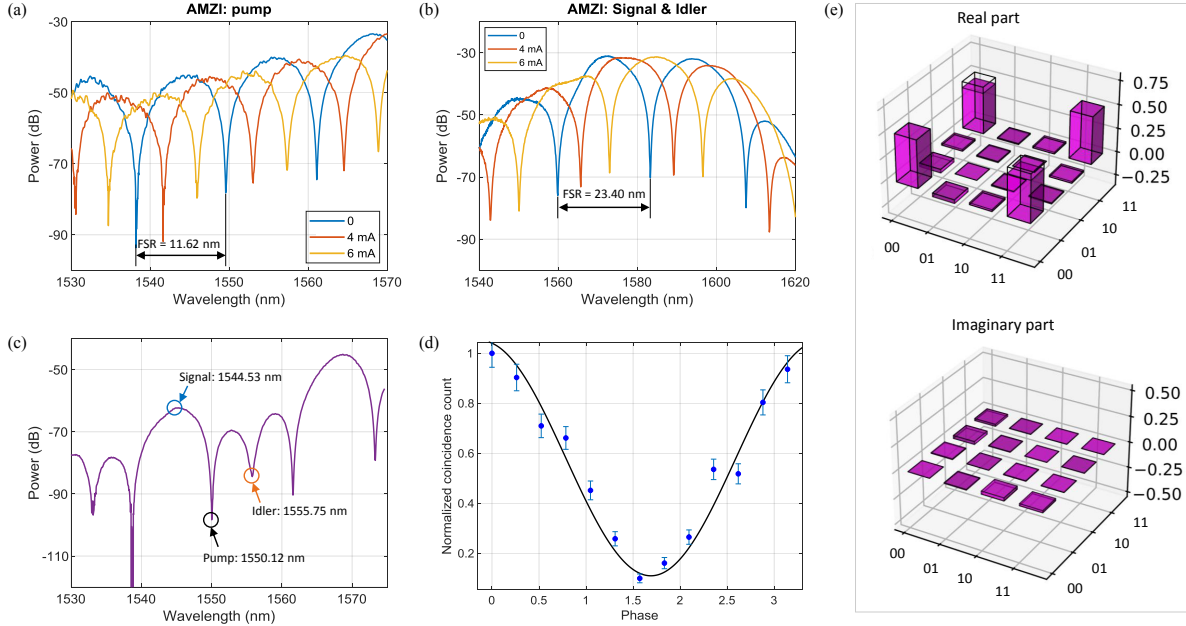 (a)
AMZI: pump
-30
-50
-70
-90
Power (dB)
FSR = 11.62 nm
0
4 mA
6 mA
1530
1540
1550
1560
1570
Wavelength (nm)
(b)
AMZI: Signal & Idler
-30
-50
-70
-90
Power (dB)
0
4 mA
6 mA
FSR = 23.40 nm
1540
1560
1580
1600
1620
Wavelength (nm)
(c)
-50
-70
-90
-110
Power (dB)
Signal: 1544.53 nm
Idler: 1555.75 nm
Pump: 1550.12 nm
1530
1540
1550
1560
1570
Wavelength (nm)
(d)
1
0.8
0.6
0.4
0.2
Normalized coincidence count
0
0.5
1
1.5
2
2.5
3
Phase
(e)
Real part
0.75
0.50
0.25
0.00
−0.25
00
01
10
11
00
01
10
11
Imaginary part
0.50
0.25
0.00
−0.25
−0.50
00
01
10
11
00
01
10
11